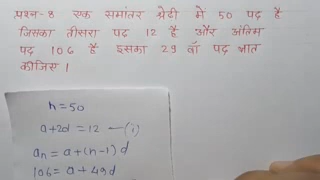 प्रश्न-8 एक समांतर श्रेढी मे 50 पद है
जिसका तीसरा पद 12 है और अंतिम
पद 106 है इसका 29 वाँ पद ज्ञात
कीजिए ।
n=50
a+2d=12 —(i)
an = a+(n-1)d
106= a+49d